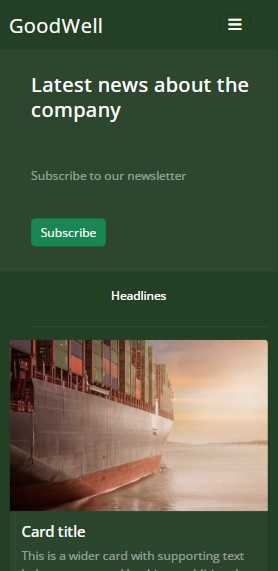 GoodWell
Latest news about the
company
Subscribe to our newsletter
Subscribe
Headlines
Card title
This is a wider card with supporting text